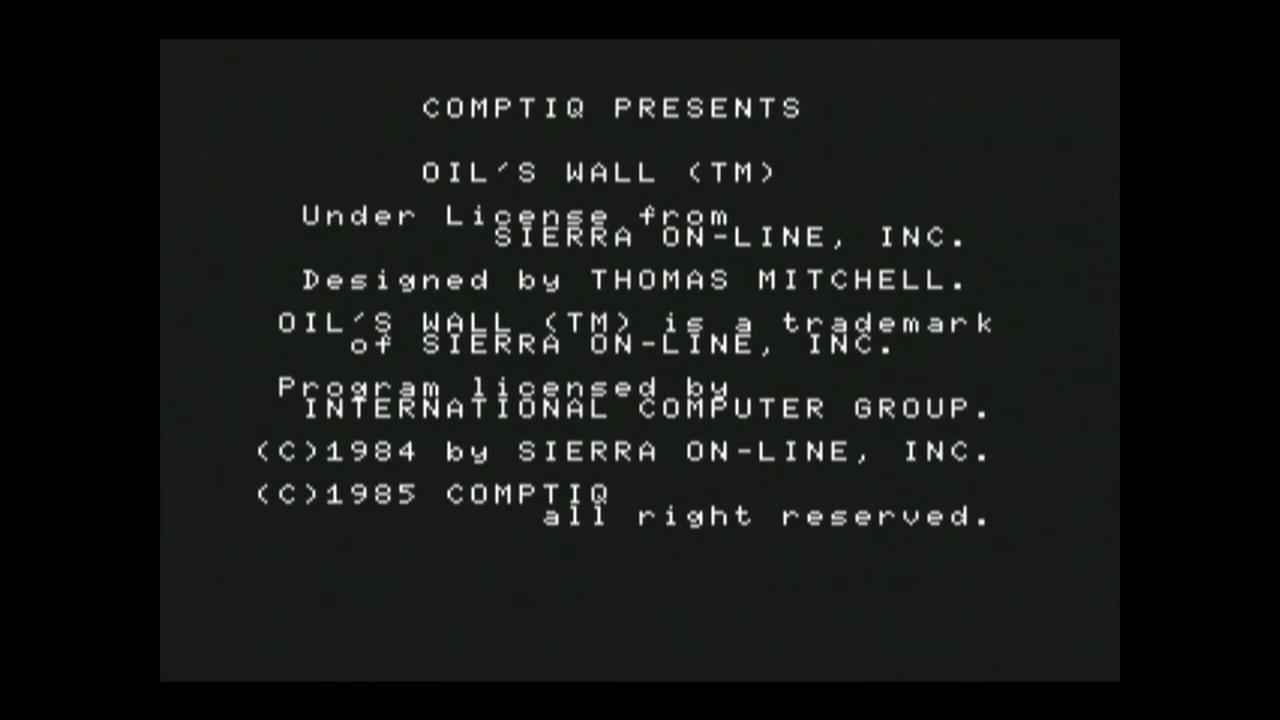 COMPTIQ PRESENTS
OIL'S WALL (TM)
Under License from
SIERRA ON-LINE, INC.
Designed by THOMAS MITCHELL.
OIL'S WALL (TM) is a trademark
of SIERRA ON-LINE, INC.
Program licensed by
INTERNATIONAL COMPUTER GROUP.
(C)1984 by SIERRA ON-LINE, INC.
(C)1985 COMPTIQ
all right reserved.